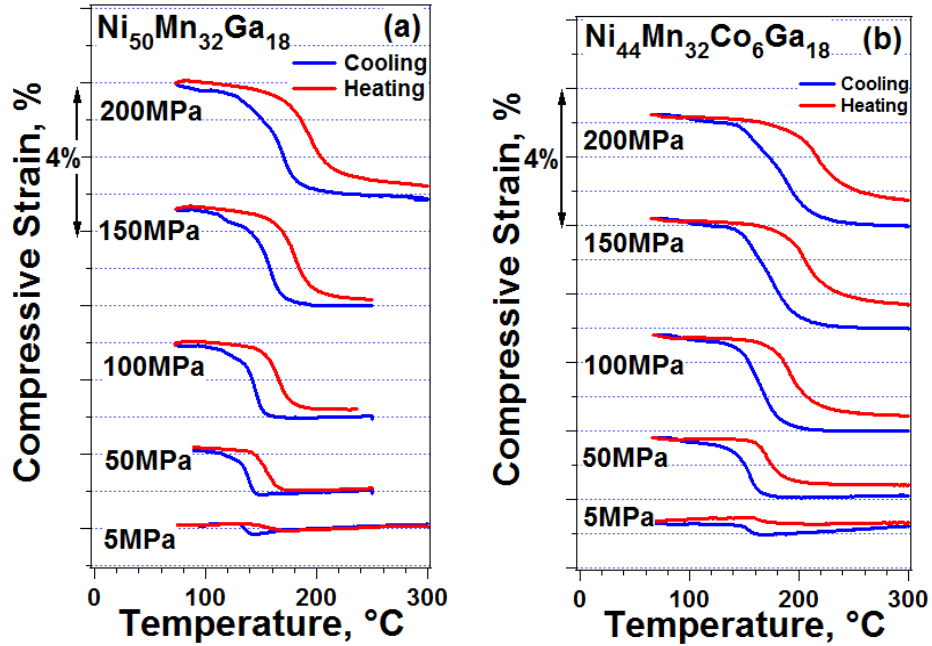 Compressive Strain, %
Ni50Mn32Ga18
(a)
Cooling
Heating
200MPa
4%
150MPa
100MPa
50MPa
5MPa
0 100 200 300
Temperature, °C
Compressive Strain, %
Ni44Mn32Co6Ga18
(b)
Cooling
Heating
200MPa
4%
150MPa
100MPa
50MPa
5MPa
0 100 200 300
Temperature, °C